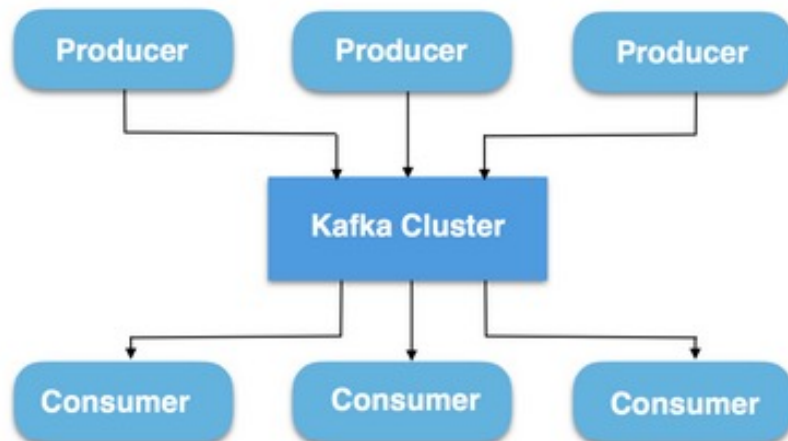 Producer
Producer
Producer
Kafka Cluster
Consumer
Consumer
Consumer